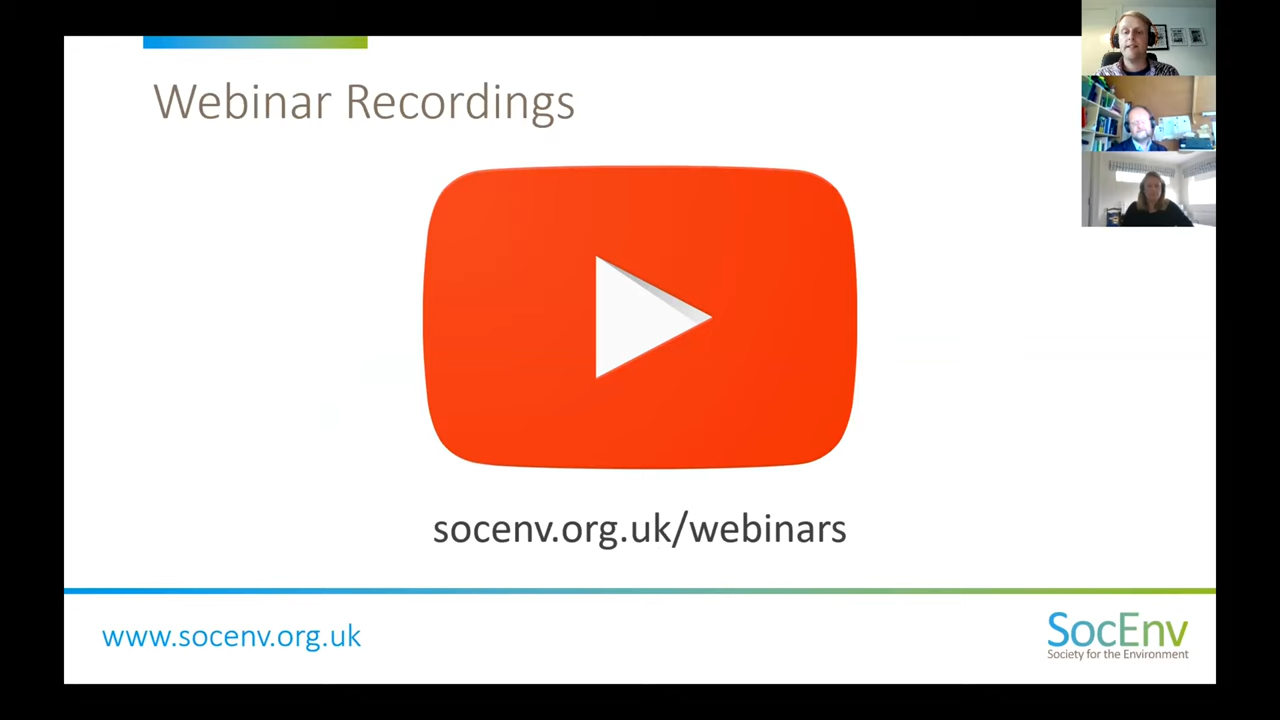 Webinar Recordings
socenv.org.uk/webinars
www.socenv.org.uk
SocEnv
Society for the Environment